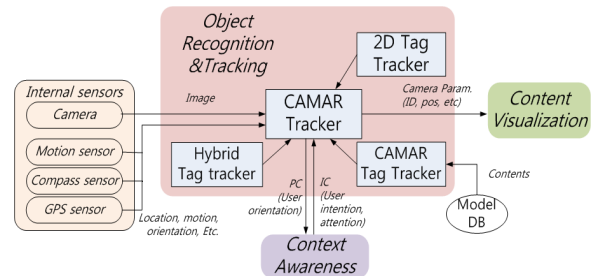 Object
Recognition
&Tracking
2D Tag
Tracker
Internal sensors
Camera
Motion sensor
Compass sensor
GPS sensor
Image
CAMAR
Tracker
Camera Param.
(ID, pos, etc)
Content
Visualization
Hybrid
Tag tracker
CAMAR
Tag Tracker
Location, motion,
orientation, Etc.
PC
(User
orientation)
IC
(User
intention,
attention)
Contents
Model
DB
Context
Awareness